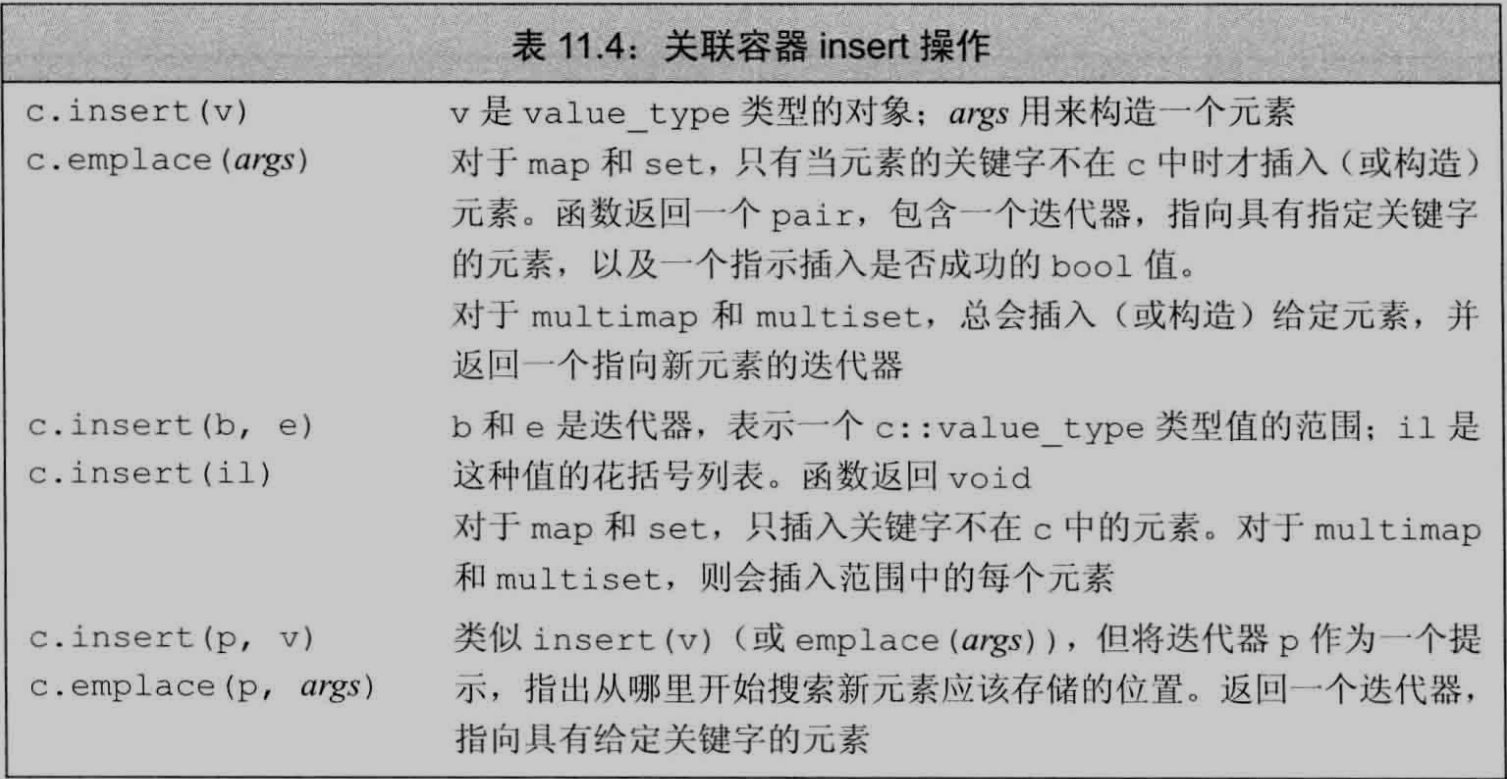 表 11.4：关联容器 insert 操作
c.insert(v) v 是 value_type 类型的对象；args 用来构造一个元素
c.emplace(args) 对于 map 和 set，只有当元素的关键字不在 c 中时才插入（或构造）
元素。函数返回一个 pair，包含一个迭代器，指向具有指定关键字
的元素，以及一个指示插入是否成功的 bool 值。
对于 multimap 和 multiset，总会插入（或构造）给定元素，并
返回一个指向新元素的迭代器
c.insert(b, e) b 和 e 是迭代器，表示一个 c::value_type 类型值的范围；il 是
c.insert(il) 这种值的花括号列表。函数返回 void
对于 map 和 set，只插入关键字不在 c 中的元素。对于 multimap
和 multiset，则会插入范围中的每个元素
c.insert(p, v) 类似 insert(v)（或 emplace(args)），但将迭代器 p 作为一个提
c.emplace(p, args) 示，指出从哪里开始搜索新元素应该存储的位置。返回一个迭代器，
指向具有给定关键字的元素